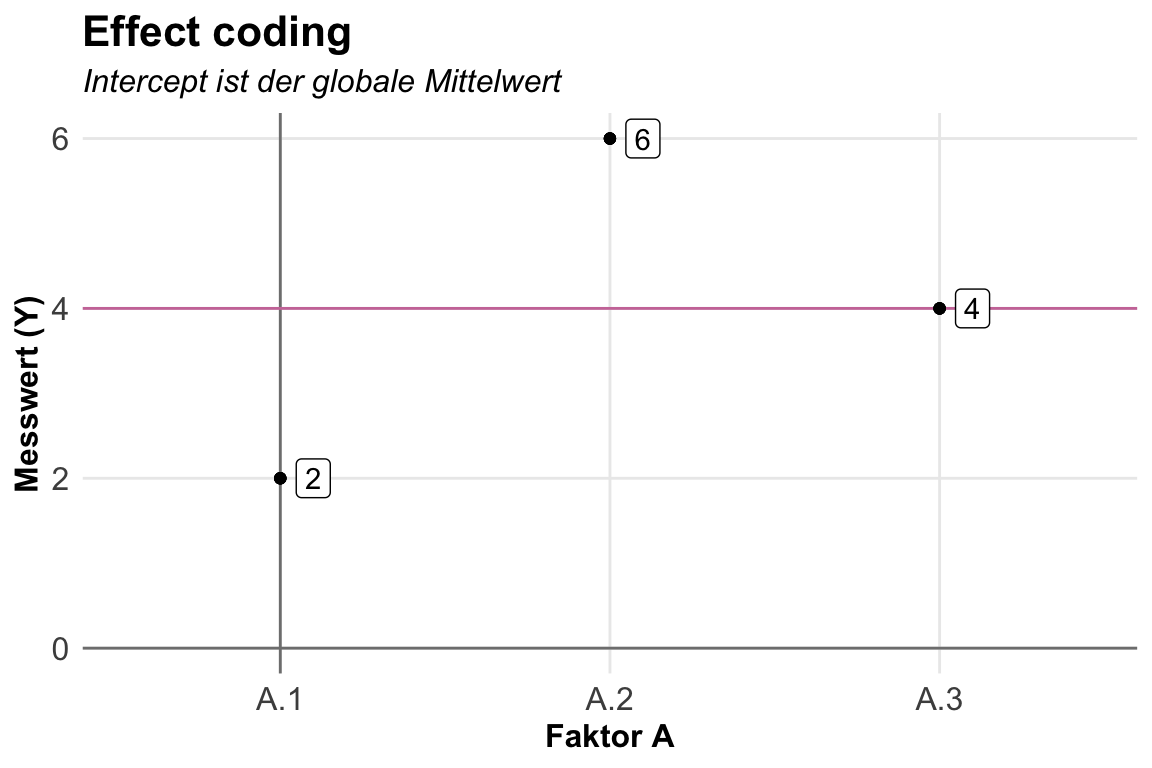 Effect coding
Intercept ist der globale Mittelwert
Messwert (Y)
6
4
2
0
6
4
2
A.1
A.2
A.3
Faktor A